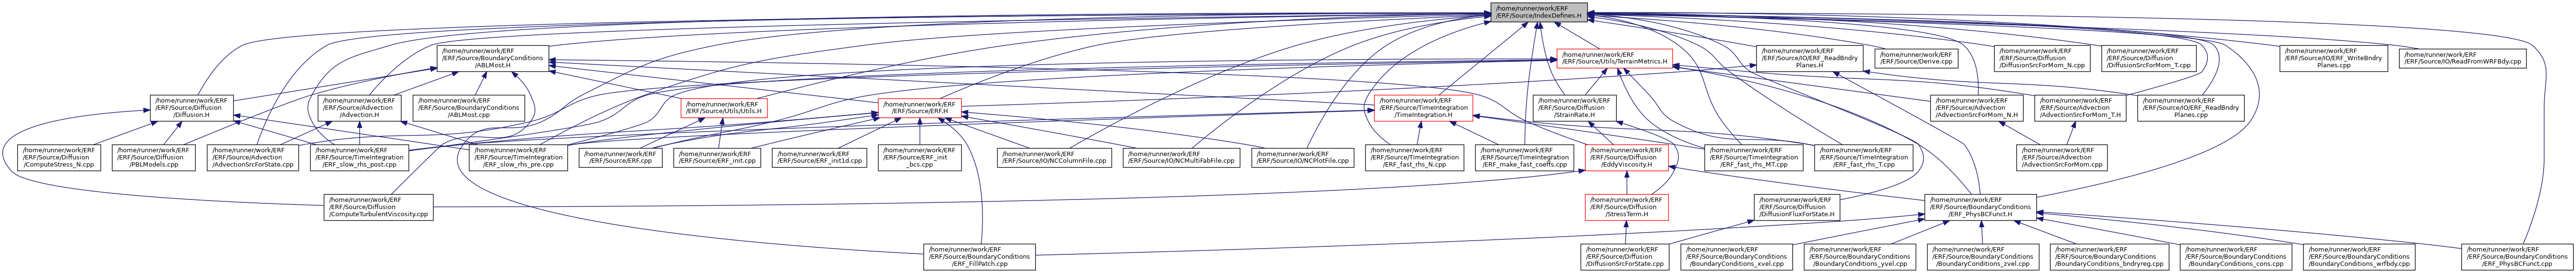 /home/runner/work/ERF
/ERF/Source/IndexDefines.H
/home/runner/work/ERF
/ERF/Source/BoundaryConditions
/ABLMost.H
/home/runner/work/ERF
/ERF/Source/Utils/TerrainMetrics.H
/home/runner/work/ERF
/ERF/Source/IO/ERF_ReadBndry
Planes.H
/home/runner/work/ERF
/ERF/Source/Derive.cpp
/home/runner/work/ERF
/ERF/Source/Diffusion
/DiffusionSrcForMom_N.cpp
/home/runner/work/ERF
/ERF/Source/Diffusion
/DiffusionSrcForMom_T.cpp
/home/runner/work/ERF
/ERF/Source/IO/ERF_WriteBndry
Planes.cpp
/home/runner/work/ERF
/ERF/Source/IO/ReadFromWRFBdy.cpp
/home/runner/work/ERF
/ERF/Source/Diffusion
/Diffusion.H
/home/runner/work/ERF
/ERF/Source/Advection
/Advection.H
/home/runner/work/ERF
/ERF/Source/BoundaryConditions
/ABLMost.cpp
/home/runner/work/ERF
/ERF/Source/Utils/Utils.H
/home/runner/work/ERF
/ERF/Source/ERF.H
/home/runner/work/ERF
/ERF/Source/TimeIntegration
/TimeIntegration.H
/home/runner/work/ERF
/ERF/Source/Diffusion
/StrainRate.H
/home/runner/work/ERF
/ERF/Source/Advection
/AdvectionSrcForMom_N.H
/home/runner/work/ERF
/ERF/Source/Advection
/AdvectionSrcForMom_T.H
/home/runner/work/ERF
/ERF/Source/IO/ERF_ReadBndry
Planes.cpp
/home/runner/work/ERF
/ERF/Source/Diffusion
/ComputeStress_N.cpp
/home/runner/work/ERF
/ERF/Source/Diffusion
/PBLModels.cpp
/home/runner/work/ERF
/ERF/Source/Advection
/AdvectionSrcForState.cpp
/home/runner/work/ERF
/ERF/Source/TimeIntegration
/ERF_slow_rhs_post.cpp
/home/runner/work/ERF
/ERF/Source/TimeIntegration
/ERF_slow_rhs_pre.cpp
/home/runner/work/ERF
/ERF/Source/ERF.cpp
/home/runner/work/ERF
/ERF/Source/ERF_init.cpp
/home/runner/work/ERF
/ERF/Source/ERF_init1d.cpp
/home/runner/work/ERF
/ERF/Source/ERF_init
_bcs.cpp
/home/runner/work/ERF
/ERF/Source/IO/NCColumnFile.cpp
/home/runner/work/ERF
/ERF/Source/IO/NCMultiFabFile.cpp
/home/runner/work/ERF
/ERF/Source/IO/NCPlotFile.cpp
/home/runner/work/ERF
/ERF/Source/TimeIntegration
/ERF_fast_rhs_N.cpp
/home/runner/work/ERF
/ERF/Source/TimeIntegration
/ERF_make_fast_coeffs.cpp
/home/runner/work/ERF
/ERF/Source/Diffusion
/EddyViscosity.H
/home/runner/work/ERF
/ERF/Source/TimeIntegration
/ERF_fast_rhs_MT.cpp
/home/runner/work/ERF
/ERF/Source/TimeIntegration
/ERF_fast_rhs_T.cpp
/home/runner/work/ERF
/ERF/Source/Advection
/AdvectionSrcForMom.cpp
/home/runner/work/ERF
/ERF/Source/Diffusion
/ComputeTurbulentViscosity.cpp
/home/runner/work/ERF
/ERF/Source/Diffusion
/StressTerm.H
/home/runner/work/ERF
/ERF/Source/Diffusion
/DiffusionFluxForState.H
/home/runner/work/ERF
/ERF/Source/BoundaryConditions
/ERF_PhysBCFunct.H
/home/runner/work/ERF
/ERF/Source/BoundaryConditions
/ERF_FillPatch.cpp
/home/runner/work/ERF
/ERF/Source/Diffusion
/DiffusionSrcForState.cpp
/home/runner/work/ERF
/ERF/Source/BoundaryConditions
/BoundaryConditions_xvel.cpp
/home/runner/work/ERF
/ERF/Source/BoundaryConditions
/BoundaryConditions_yvel.cpp
/home/runner/work/ERF
/ERF/Source/BoundaryConditions
/BoundaryConditions_zvel.cpp
/home/runner/work/ERF
/ERF/Source/BoundaryConditions
/BoundaryConditions_bndryreg.cpp
/home/runner/work/ERF
/ERF/Source/BoundaryConditions
/BoundaryConditions_cons.cpp
/home/runner/work/ERF
/ERF/Source/BoundaryConditions
/BoundaryConditions_wrfbdy.cpp
/home/runner/work/ERF
/ERF/Source/BoundaryConditions
/ERF_PhysBCFunct.cpp